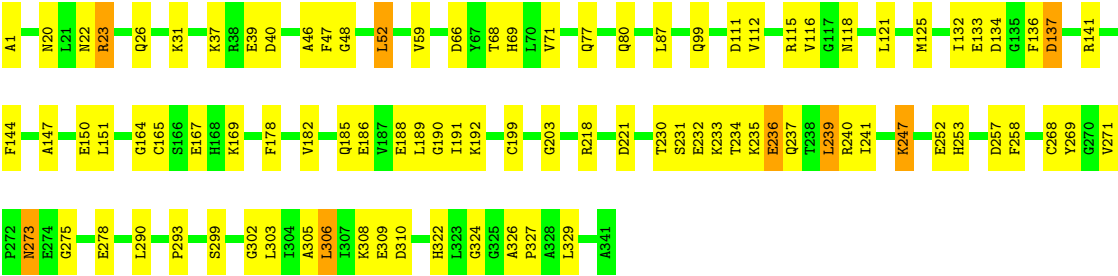 A1 N20 L21 N22 R23 Q26 K31 K37 R38 E39 D40 A46 F47 G48 L52 V59 D66 Y67 T68 H69 L70 V71 Q77 Q80 L87 Q99 D111 V112 R115 V116 G117 N118 L121 M125 I132 E133 D134 G135 F136 D137 R141
F144 A147 E150 L151 G164 C165 S166 E167 H168 K169 F178 V182 Q185 E186 V187 E188 L189 G190 I191 K192 C199 G203 R218 D221 T230 S231 E232 K233 T234 K235 E236 Q237 T238 L239 R240 I241 K247 E252 H253 D257 F258 C268 Y269 G270 V271
P272 N273 E274 G275 E278 L290 P293 S299 G302 L303 I304 A305 L306 I307 K308 E309 D310 H322 L323 G324 G325 A326 P327 A328 L329 A341